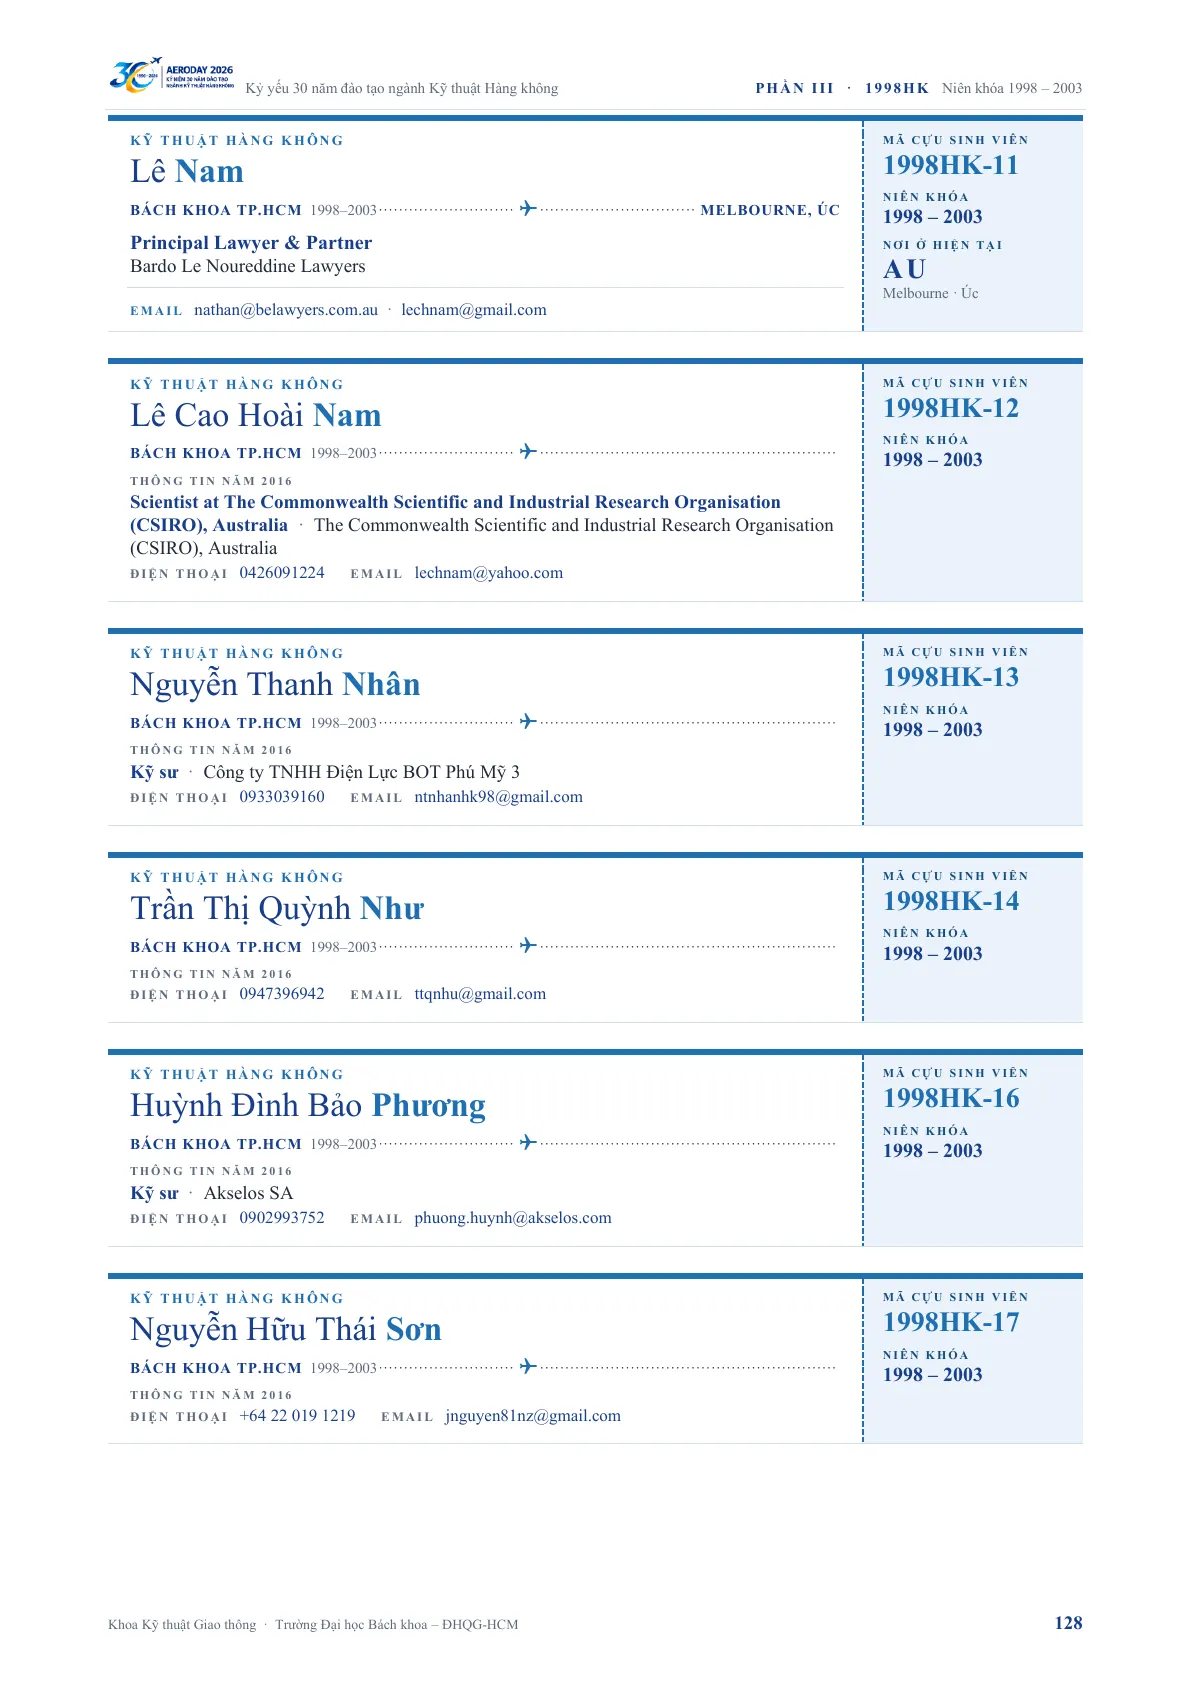 30 1996-2026 AERODAY 2026
KỶ NIỆM 30 NĂM ĐÀO TẠO
NGÀNH KỸ THUẬT HÀNG KHÔNG
Kỷ yếu 30 năm đào tạo ngành Kỹ thuật Hàng không
PHẦN III · 1998HK Niên khóa 1998 – 2003
KỸ THUẬT HÀNG KHÔNG
Lê Nam
BÁCH KHOA TP.HCM 1998–2003 MELBOURNE, ÚC
Principal Lawyer & Partner
Bardo Le Noureddine Lawyers
EMAIL nathan@belawyers.com.au · lechnam@gmail.com
MÃ CỰU SINH VIÊN
1998HK-11
NIÊN KHÓA
1998 – 2003
NƠI Ở HIỆN TẠI
AU
Melbourne · Úc
KỸ THUẬT HÀNG KHÔNG
Lê Cao Hoài Nam
BÁCH KHOA TP.HCM 1998–2003
THÔNG TIN NĂM 2016
Scientist at The Commonwealth Scientific and Industrial Research Organisation
(CSIRO), Australia · The Commonwealth Scientific and Industrial Research Organisation
(CSIRO), Australia
ĐIỆN THOẠI 0426091224 EMAIL lechnam@yahoo.com
MÃ CỰU SINH VIÊN
1998HK-12
NIÊN KHÓA
1998 – 2003
KỸ THUẬT HÀNG KHÔNG
Nguyễn Thanh Nhân
BÁCH KHOA TP.HCM 1998–2003
THÔNG TIN NĂM 2016
Kỹ sư · Công ty TNHH Điện Lực BOT Phú Mỹ 3
ĐIỆN THOẠI 0933039160 EMAIL ntnhanhk98@gmail.com
MÃ CỰU SINH VIÊN
1998HK-13
NIÊN KHÓA
1998 – 2003
KỸ THUẬT HÀNG KHÔNG
Trần Thị Quỳnh Như
BÁCH KHOA TP.HCM 1998–2003
THÔNG TIN NĂM 2016
ĐIỆN THOẠI 0947396942 EMAIL ttqnhu@gmail.com
MÃ CỰU SINH VIÊN
1998HK-14
NIÊN KHÓA
1998 – 2003
KỸ THUẬT HÀNG KHÔNG
Huỳnh Đình Bảo Phương
BÁCH KHOA TP.HCM 1998–2003
THÔNG TIN NĂM 2016
Kỹ sư · Akselos SA
ĐIỆN THOẠI 0902993752 EMAIL phuong.huynh@akselos.com
MÃ CỰU SINH VIÊN
1998HK-16
NIÊN KHÓA
1998 – 2003
KỸ THUẬT HÀNG KHÔNG
Nguyễn Hữu Thái Sơn
BÁCH KHOA TP.HCM 1998–2003
THÔNG TIN NĂM 2016
ĐIỆN THOẠI +64 22 019 1219 EMAIL jnguyen81nz@gmail.com
MÃ CỰU SINH VIÊN
1998HK-17
NIÊN KHÓA
1998 – 2003
Khoa Kỹ thuật Giao thông · Trường Đại học Bách khoa – ĐHQG-HCM
128